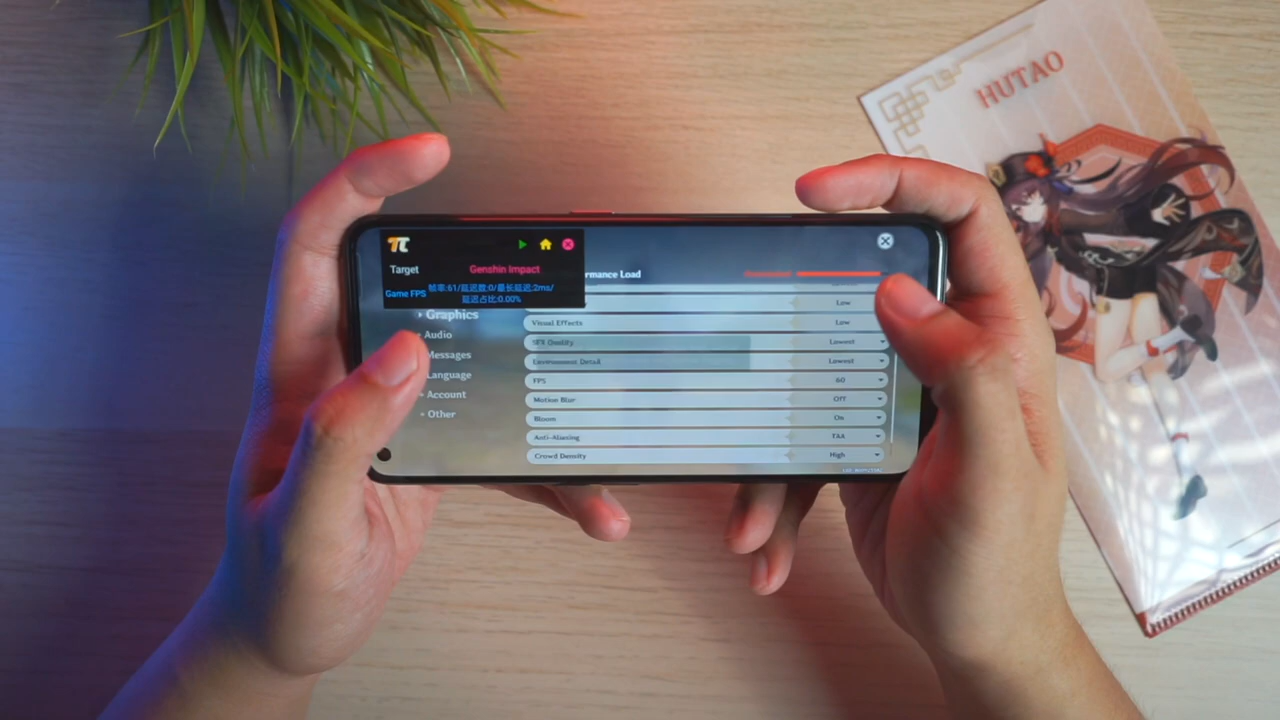 HUTAO
Target Genshin Impact
Game FPS 帧率:61/延迟数:0/最长延迟:2ms/
延迟占比:0.00%
rmance Load
Graphics
Audio
Messages
Language
Account
Other
Low
Visual Effects Low
SFX Quality Lowest
Environment Detail Lowest
FPS 60
Motion Blur Off
Bloom On
Anti-Aliasing TAA
Crowd Density High